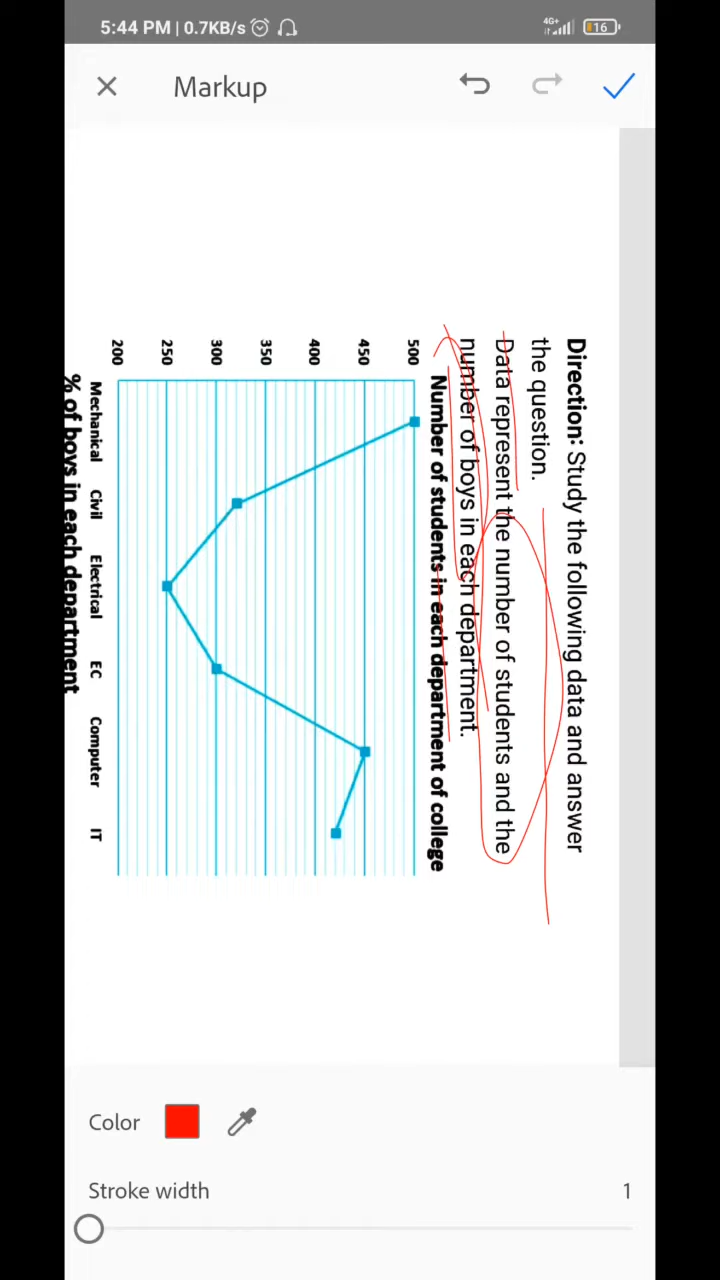 5:44 PM | 0.7KB/s
4G+
16
Markup
Direction: Study the following data and answer
the question.
Data represent the number of students and the
number of boys in each department.
Number of students in each department of college
500
450
400
350
300
250
200
Mechanical Civil Electrical EC Computer IT
% of boys in each department
Color
Stroke width 1